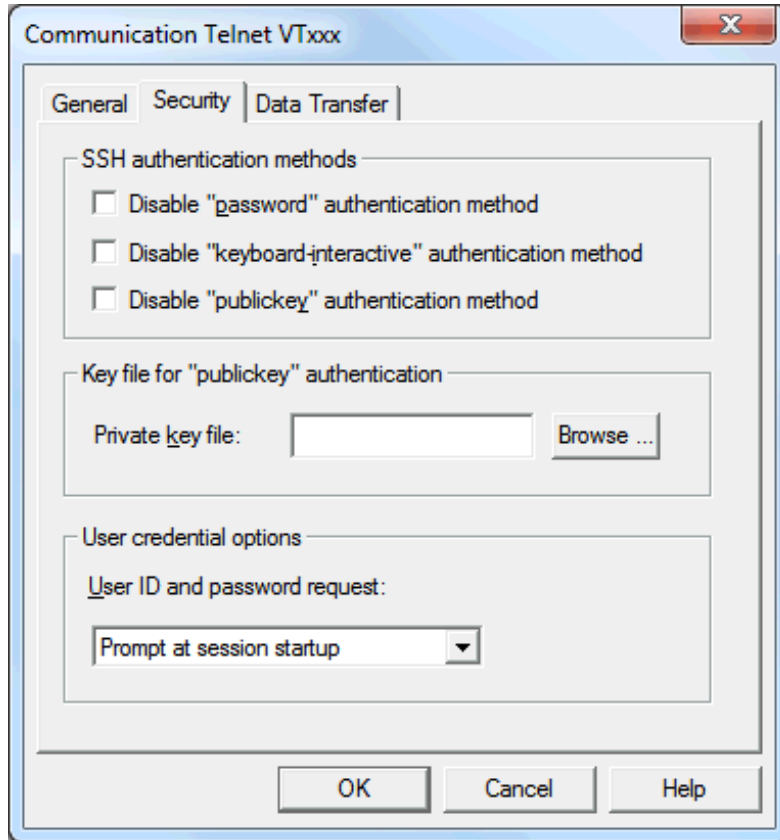 Communication Telnet VTxxx
General Security Data Transfer
SSH authentication methods
Disable "password" authentication method
Disable "keyboard-interactive" authentication method
Disable "publickey" authentication method
Key file for "publickey" authentication
Private key file: Browse ...
User credential options
User ID and password request:
Prompt at session startup
OK Cancel Help